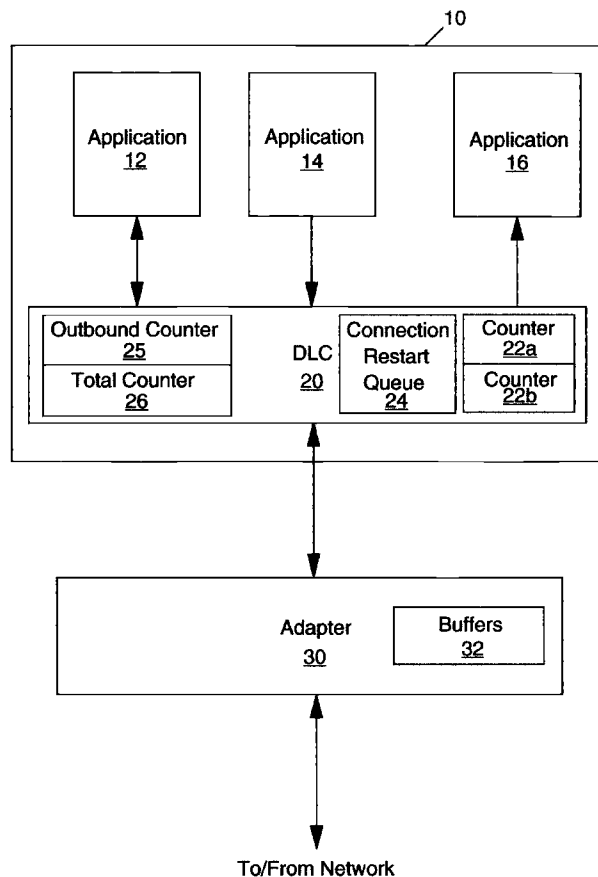 10
Application
12
Application
14
Application
16
Outbound Counter
25
Total Counter
26
DLC
20
Connection
Restart
Queue
24
Counter
22a
Counter
22b
Adapter
30
Buffers
32
To/From Network